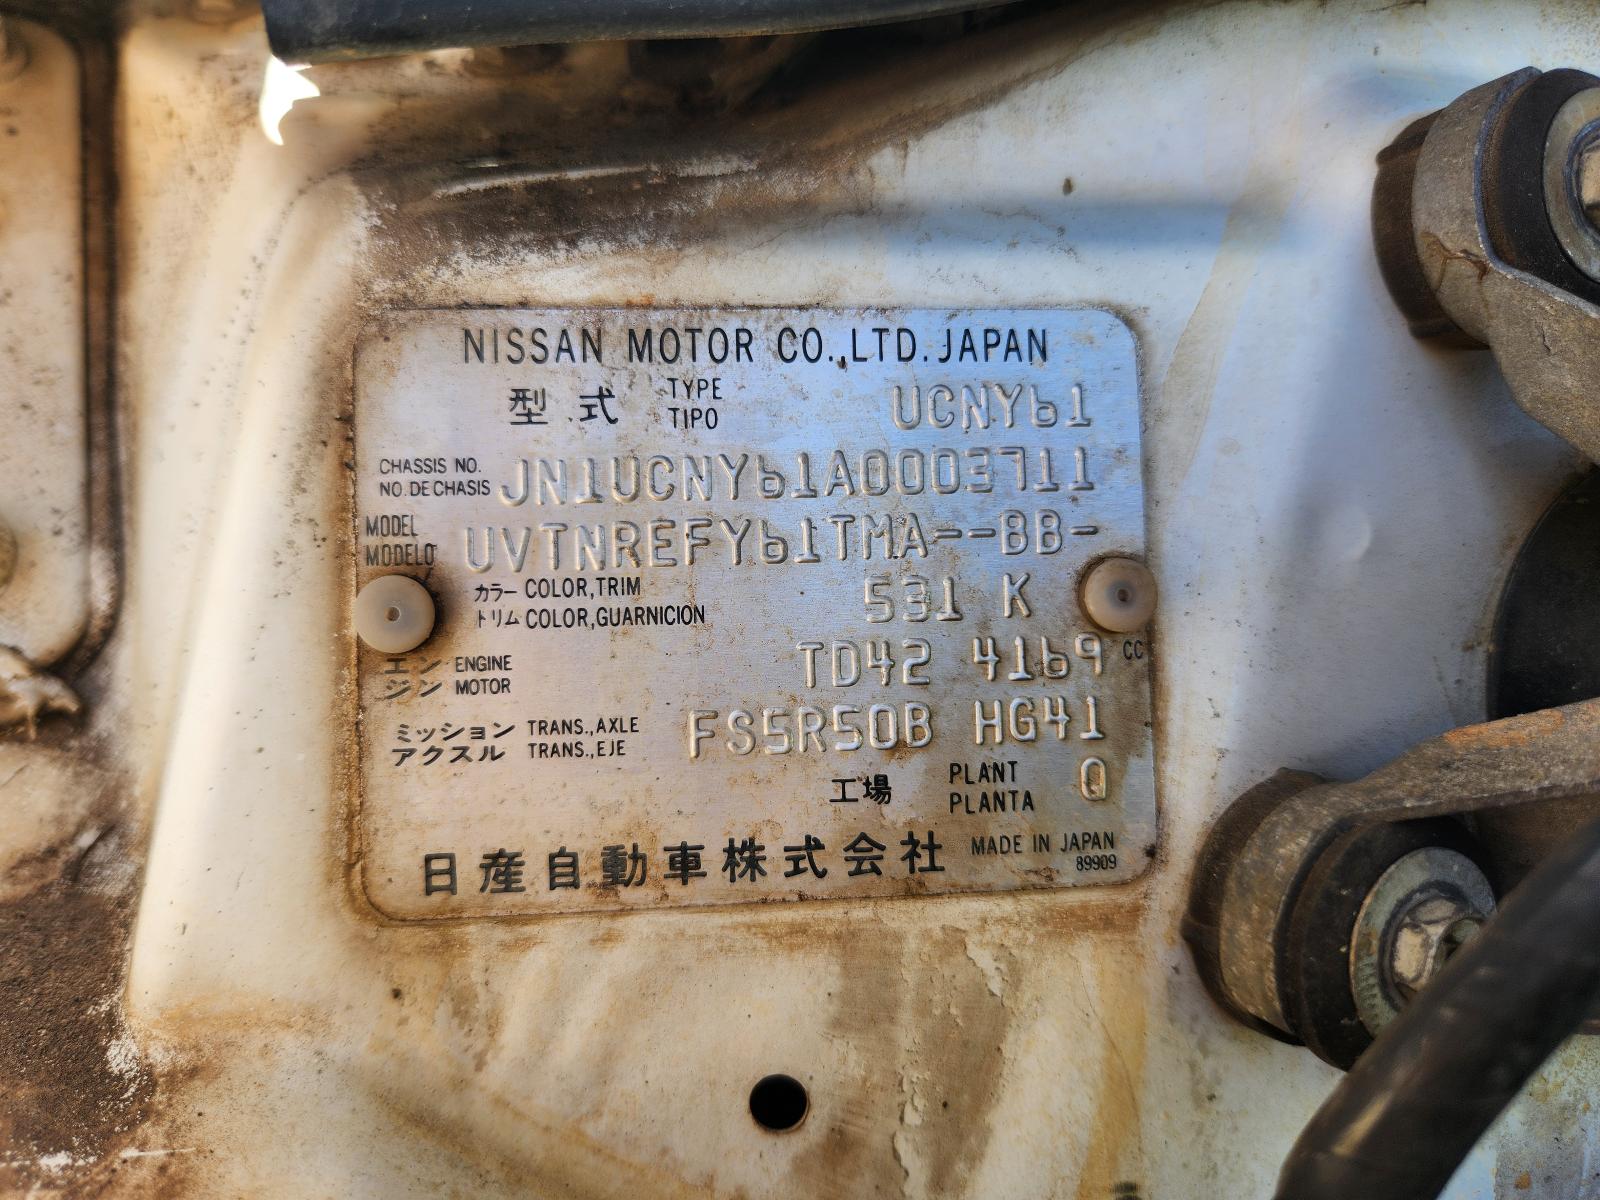 NISSAN MOTOR CO.,LTD.JAPAN
型式 TYPE TIPO UCNY61
CHASSIS NO. NO.DE CHASIS JN1UCNY61A0003711
MODEL MODELO UVTNREFY61TMA--BB-
カラー COLOR,TRIM 531 K
トリム COLOR,GUARNICION
エン ENGINE TD42 4169 CC
ジン MOTOR
ミッション TRANS.,AXLE FS5R50B HG41
アクスル TRANS.,EJE
工場 PLANT PLANTA 0
日産自動車株式会社 MADE IN JAPAN
89909